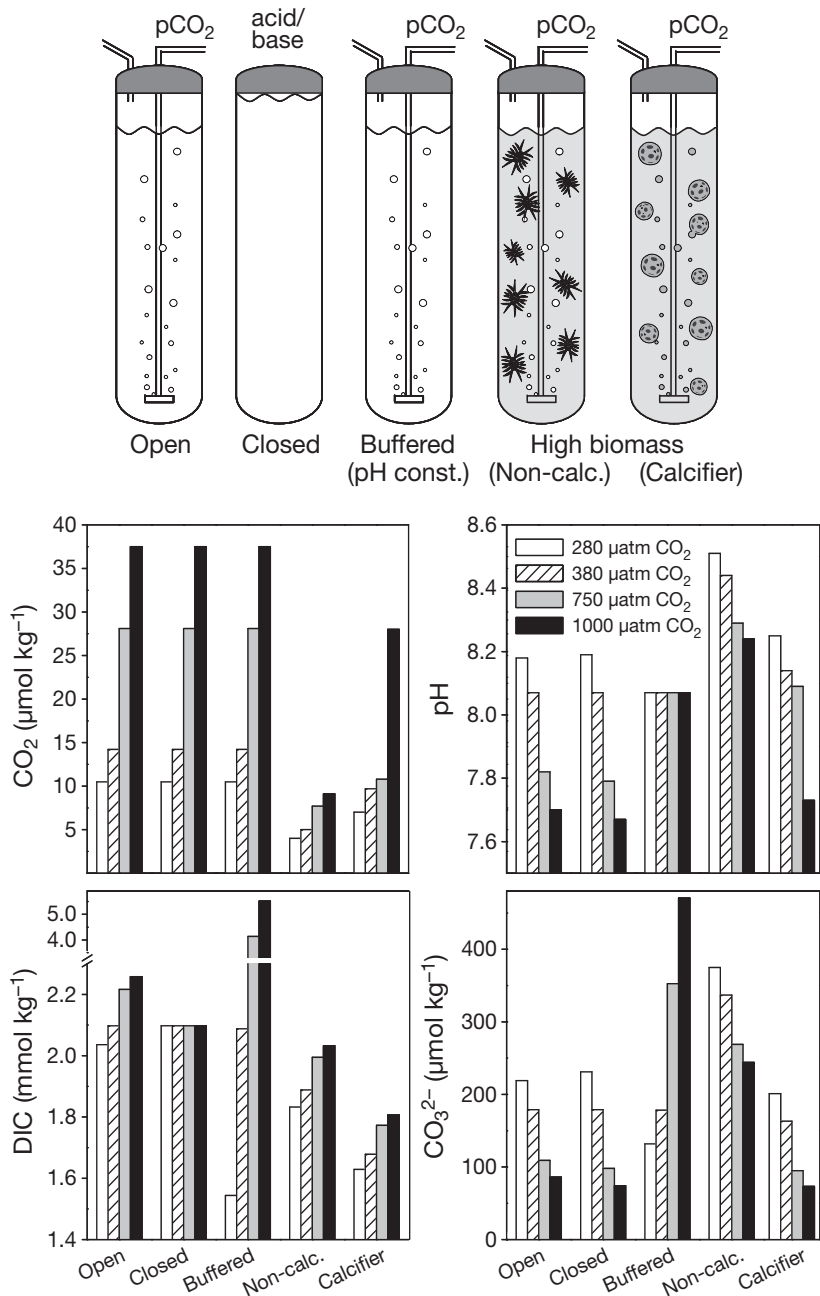 pCO₂
acid/
base
pCO₂
pCO₂
pCO₂
Open
Closed
Buffered
(pH const.)
High biomass
(Non-calc.)
(Calcifier)
CO₂ (µmol kg⁻¹)
40
35
30
25
20
15
10
5
pH
8.6
8.4
8.2
8.0
7.8
7.6
280 µatm CO₂
380 µatm CO₂
750 µatm CO₂
1000 µatm CO₂
DIC (mmol kg⁻¹)
5.0
4.0
2.2
2.0
1.8
1.6
1.4
Open
Closed
Buffered
Non-calc.
Calcifier
CO₃²⁻ (µmol kg⁻¹)
400
300
200
100
0
Open
Closed
Buffered
Non-calc.
Calcifier